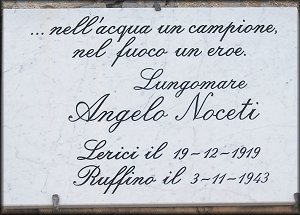 ...nell'acqua un campione,
nel fuoco un eroe.
Lungomare
Angelo Noceti
Lerici il 19-12-1919
Ruffino il 3-11-1943